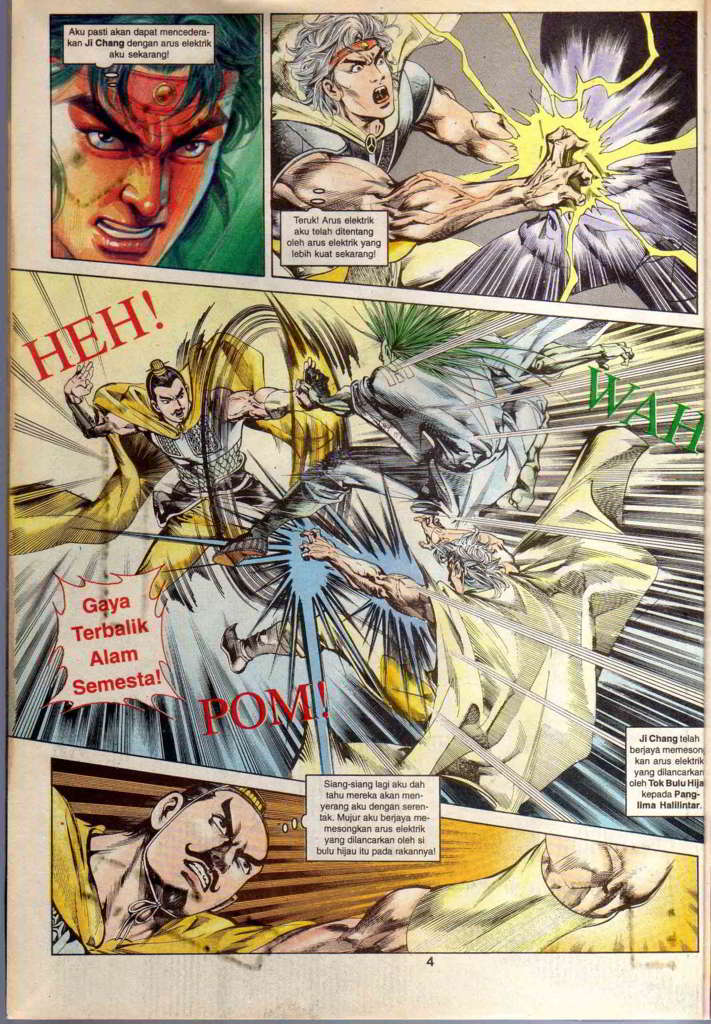 Aku pasti akan dapat mencedera-
kan Ji Chang dengan arus elektrik
aku sekarang!
Teruk! Arus elektrik
aku telah ditentang
oleh arus elektrik yang
lebih kuat sekarang!
HEH!
WAH
Gaya
Terbalik
Alam
Semesta!
POM!
Ji Chang telah
berjaya memesong
kan arus elektrik
yang dilancarkan
oleh Tok Bulu Hija
kepada Pang-
lima Halilintar.
Siang-siang lagi aku dah
tahu mereka akan men-
yerang aku dengan seren-
tak. Mujur aku berjaya me-
mesongkan arus elektrik
yang dilancarkan oleh si
bulu hijau itu pada rakannya!
4